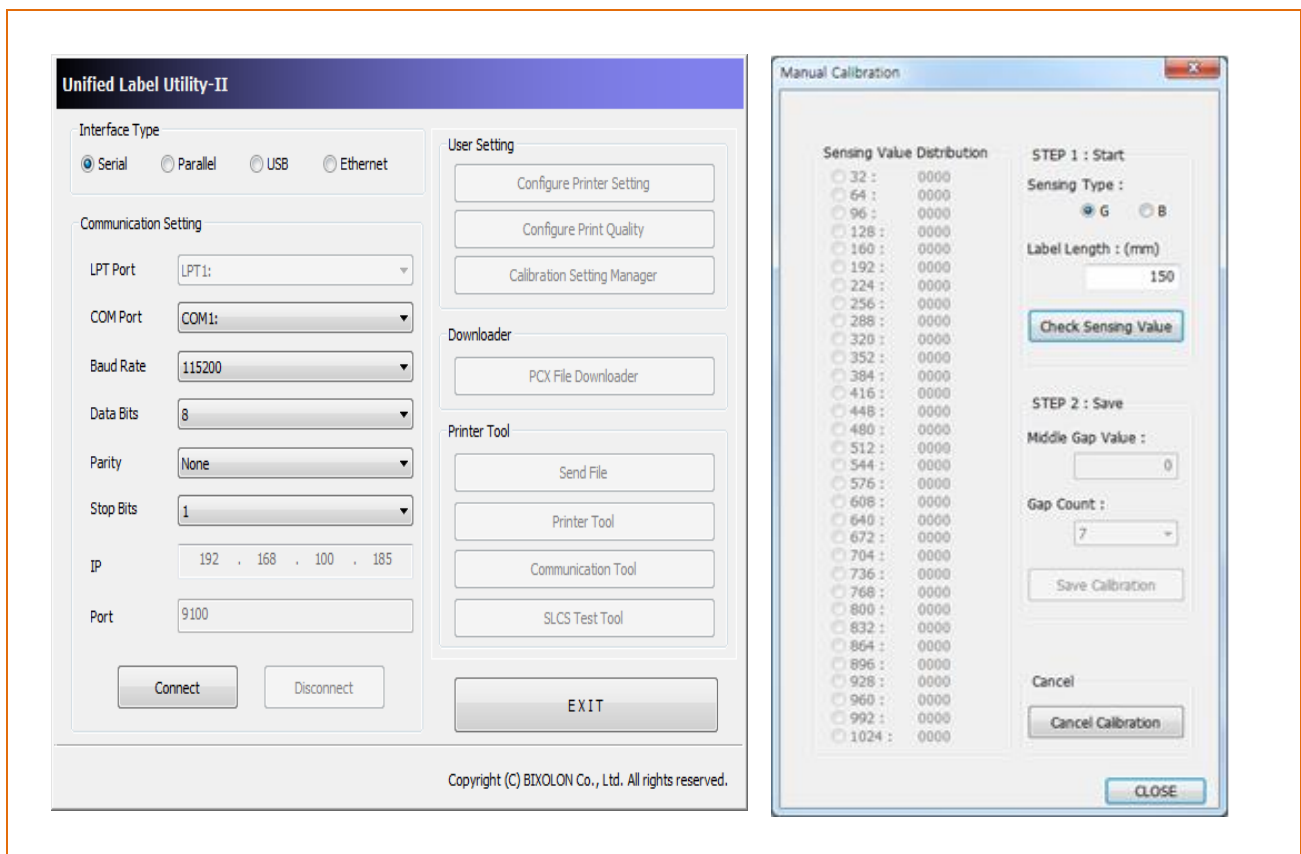 Unified Label Utility-II
Interface Type
Serial Parallel USB Ethernet
Communication Setting
LPT Port LPT1:
COM Port COM1:
Baud Rate 115200
Data Bits 8
Parity None
Stop Bits 1
IP 192 . 168 . 100 . 185
Port 9100
Connect Disconnect
User Setting
Configure Printer Setting
Configure Print Quality
Calibration Setting Manager
Downloader
PCX File Downloader
Printer Tool
Send File
Printer Tool
Communication Tool
SLCS Test Tool
EXIT
Copyright (C) BIXOLON Co., Ltd. All rights reserved.
Manual Calibration
Sensing Value Distribution
32 : 0000
64 : 0000
96 : 0000
128 : 0000
160 : 0000
192 : 0000
224 : 0000
256 : 0000
288 : 0000
320 : 0000
352 : 0000
384 : 0000
416 : 0000
448 : 0000
480 : 0000
512 : 0000
544 : 0000
576 : 0000
608 : 0000
640 : 0000
672 : 0000
704 : 0000
736 : 0000
768 : 0000
800 : 0000
832 : 0000
864 : 0000
896 : 0000
928 : 0000
960 : 0000
992 : 0000
1024 : 0000
STEP 1 : Start
Sensing Type :
G B
Label Length : (mm)
150
Check Sensing Value
STEP 2 : Save
Middle Gap Value :
0
Gap Count :
7
Save Calibration
Cancel
Cancel Calibration
CLOSE